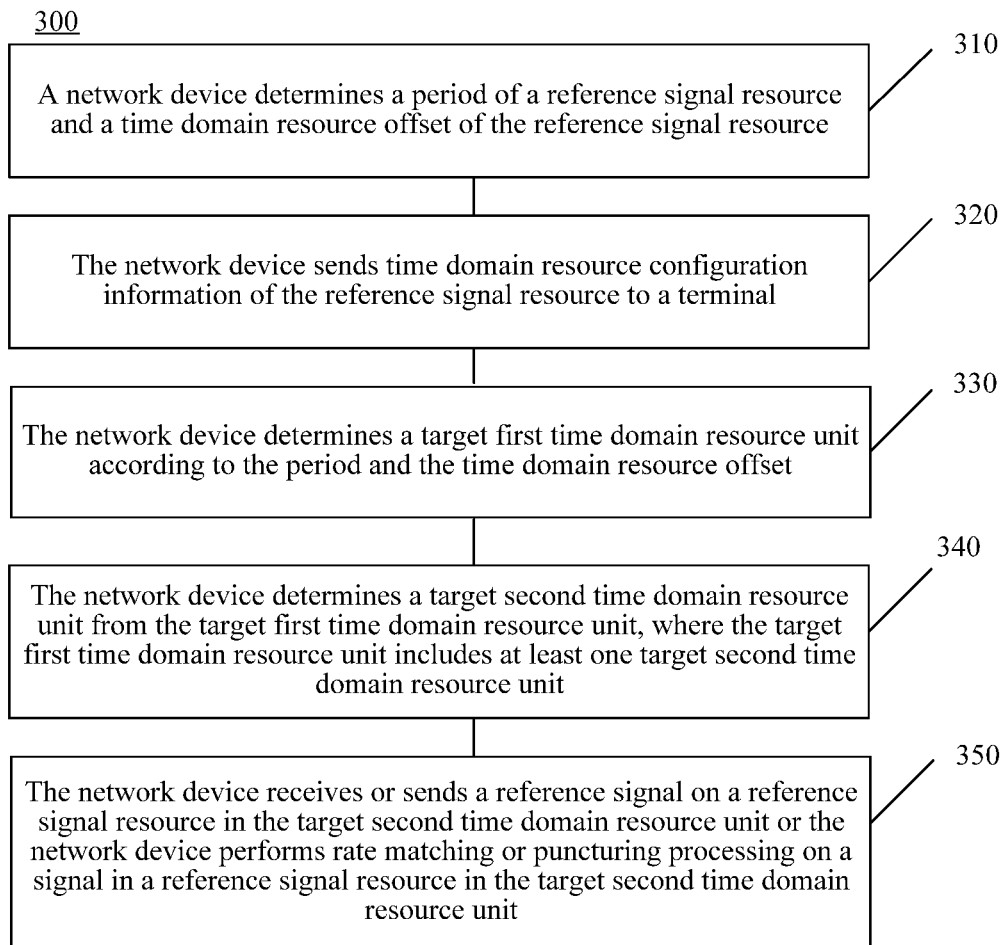 300
310
A network device determines a period of a reference signal resource
and a time domain resource offset of the reference signal resource
320
The network device sends time domain resource configuration
information of the reference signal resource to a terminal
330
The network device determines a target first time domain resource unit
according to the period and the time domain resource offset
340
The network device determines a target second time domain resource
unit from the target first time domain resource unit, where the target
first time domain resource unit includes at least one target second time
domain resource unit
350
The network device receives or sends a reference signal on a reference
signal resource in the target second time domain resource unit or the
network device performs rate matching or puncturing processing on a
signal in a reference signal resource in the target second time domain
resource unit